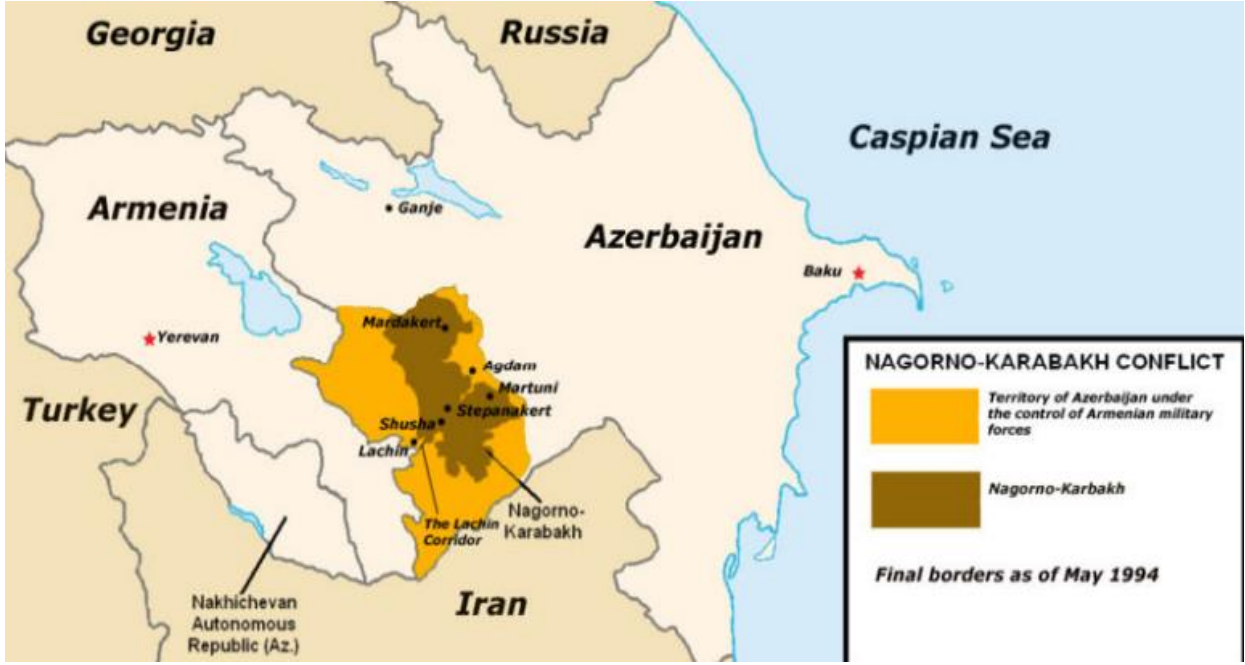 Georgia
Russia
Caspian Sea
Armenia
Ganje
Azerbaijan
Baku
Mardakert
Yerevan
Agdam
Martuni
Turkey
Stepanakert
Shusha
Lachin
Nagorno-
Karabakh
The Lachin
Corridor
Iran
Nakhichevan
Autonomous
Republic (Az.)
NAGORNO-KARABAKH CONFLICT
Territory of Azerbaijan under
the control of Armenian military
forces
Nagorno-Karbakh
Final borders as of May 1994